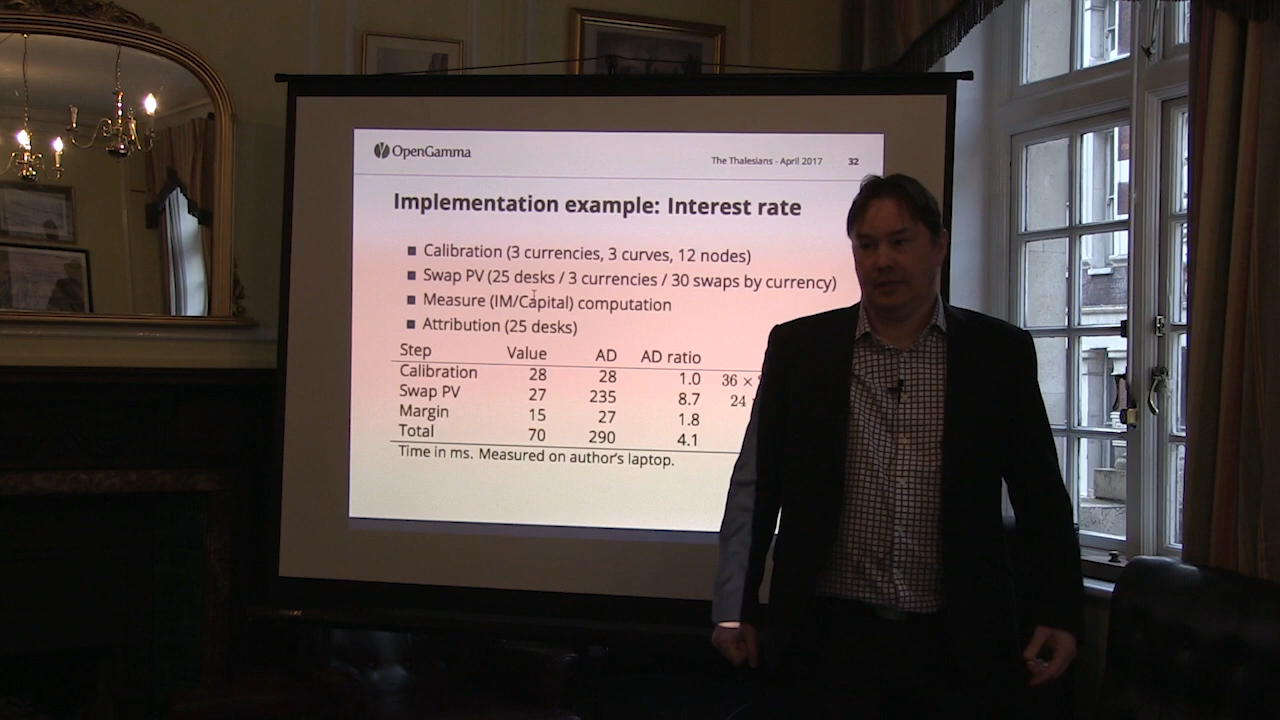 OpenGamma
The Thalesians - April 2017 32
Implementation example: Interest rate
Calibration (3 currencies, 3 curves, 12 nodes)
Swap PV (25 desks / 3 currencies / 30 swaps by currency)
Measure (IM/Capital) computation
Attribution (25 desks)
Step Value AD AD ratio
Calibration 28 28 1.0 36 ×
Swap PV 27 235 8.7 24
Margin 15 27 1.8
Total 70 290 4.1
Time in ms. Measured on author's laptop.